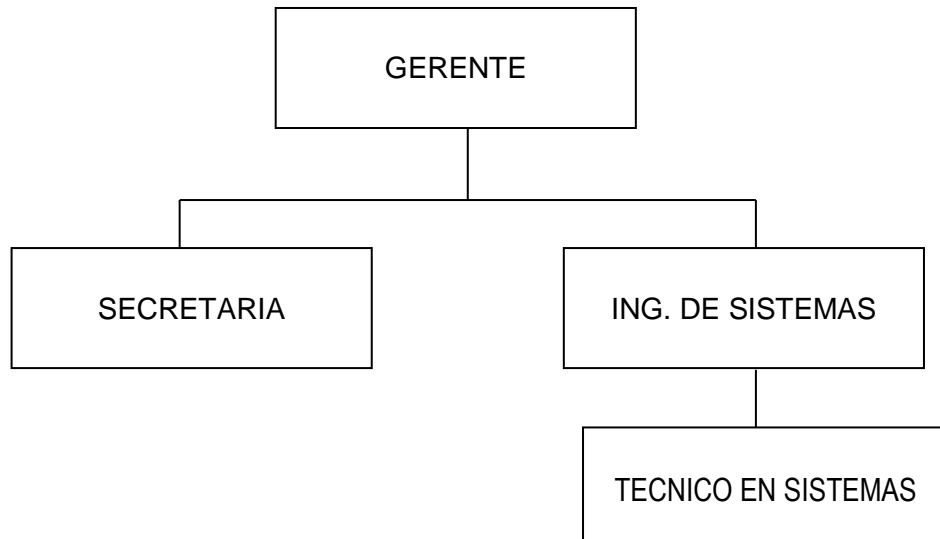 GERENTE
SECRETARIA
ING. DE SISTEMAS
TECNICO EN SISTEMAS